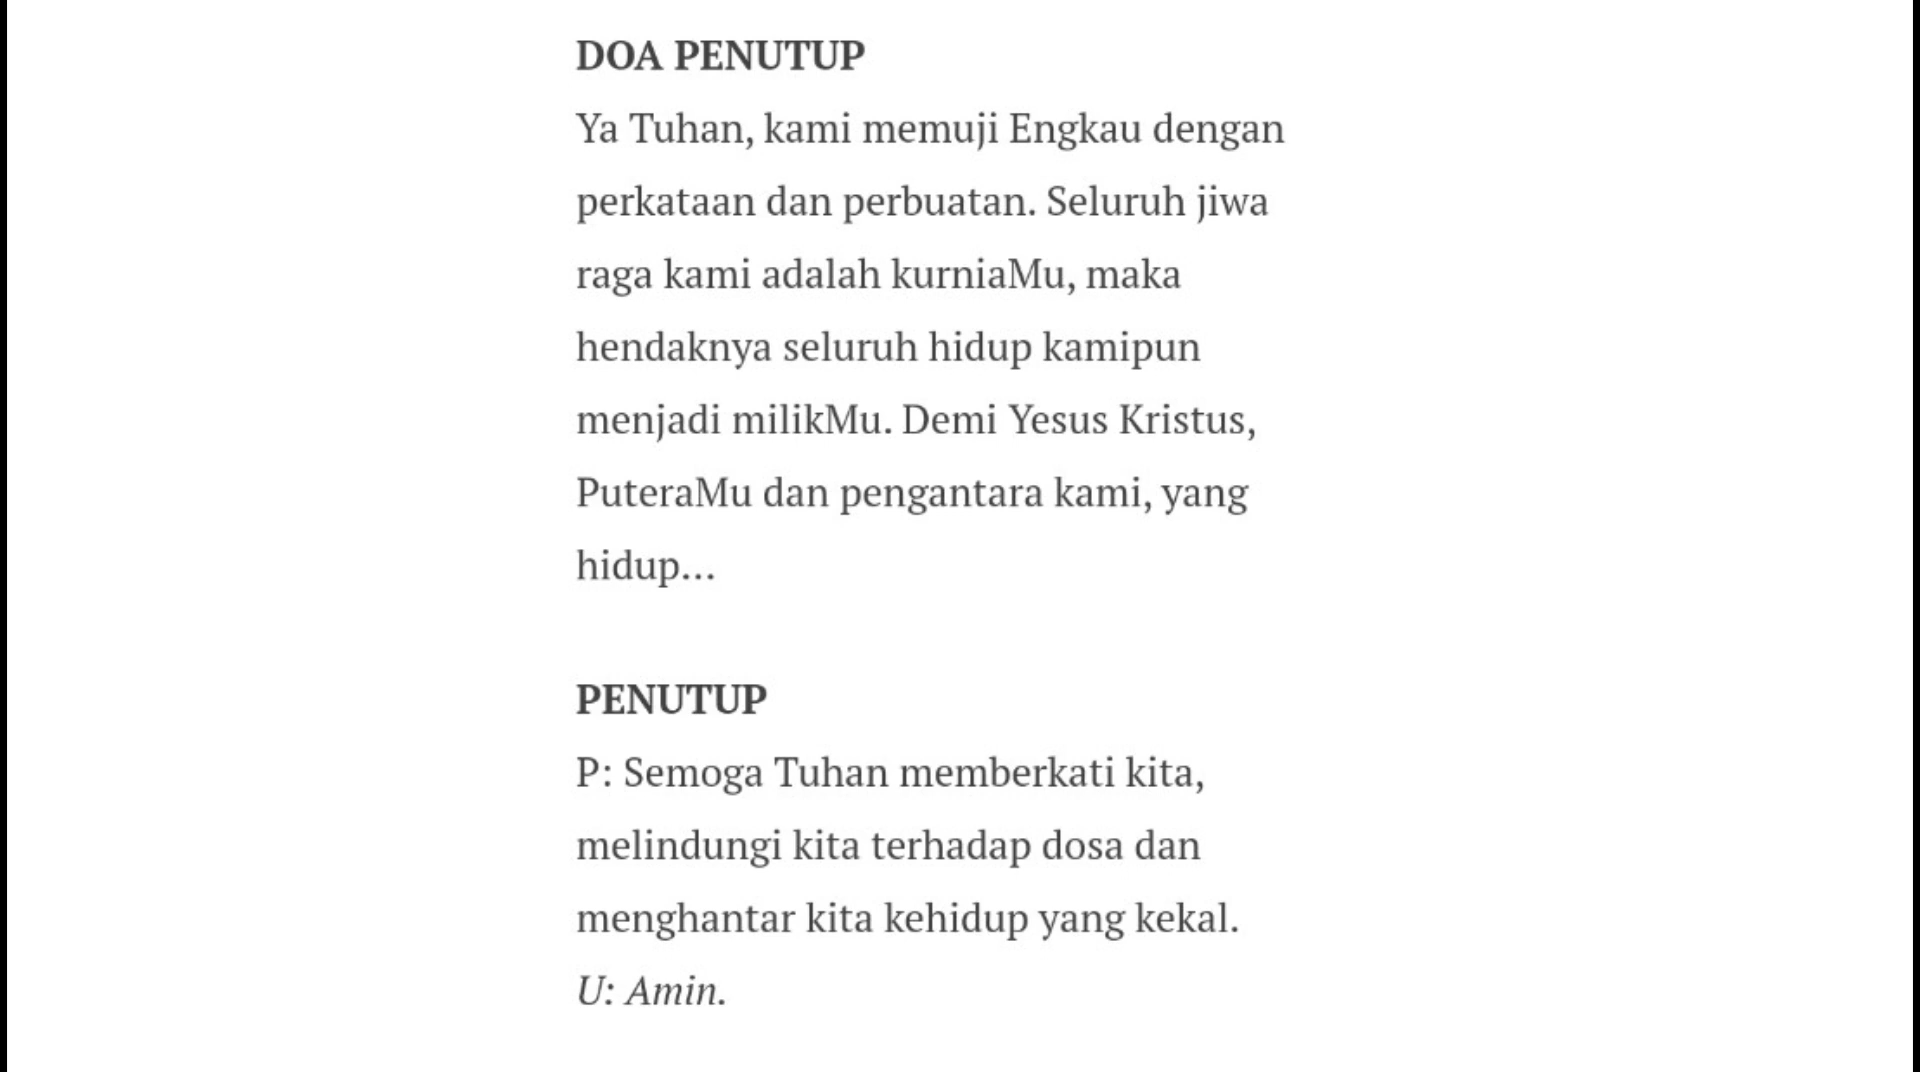 DOA PENUTUP
Ya Tuhan, kami memuji Engkau dengan
perkataan dan perbuatan. Seluruh jiwa
raga kami adalah kurniaMu, maka
hendaknya seluruh hidup kamipun
menjadi milikMu. Demi Yesus Kristus,
PuteraMu dan pengantara kami, yang
hidup...
PENUTUP
P: Semoga Tuhan memberkati kita,
melindungi kita terhadap dosa dan
menghantar kita kehidup yang kekal.
U: Amin.